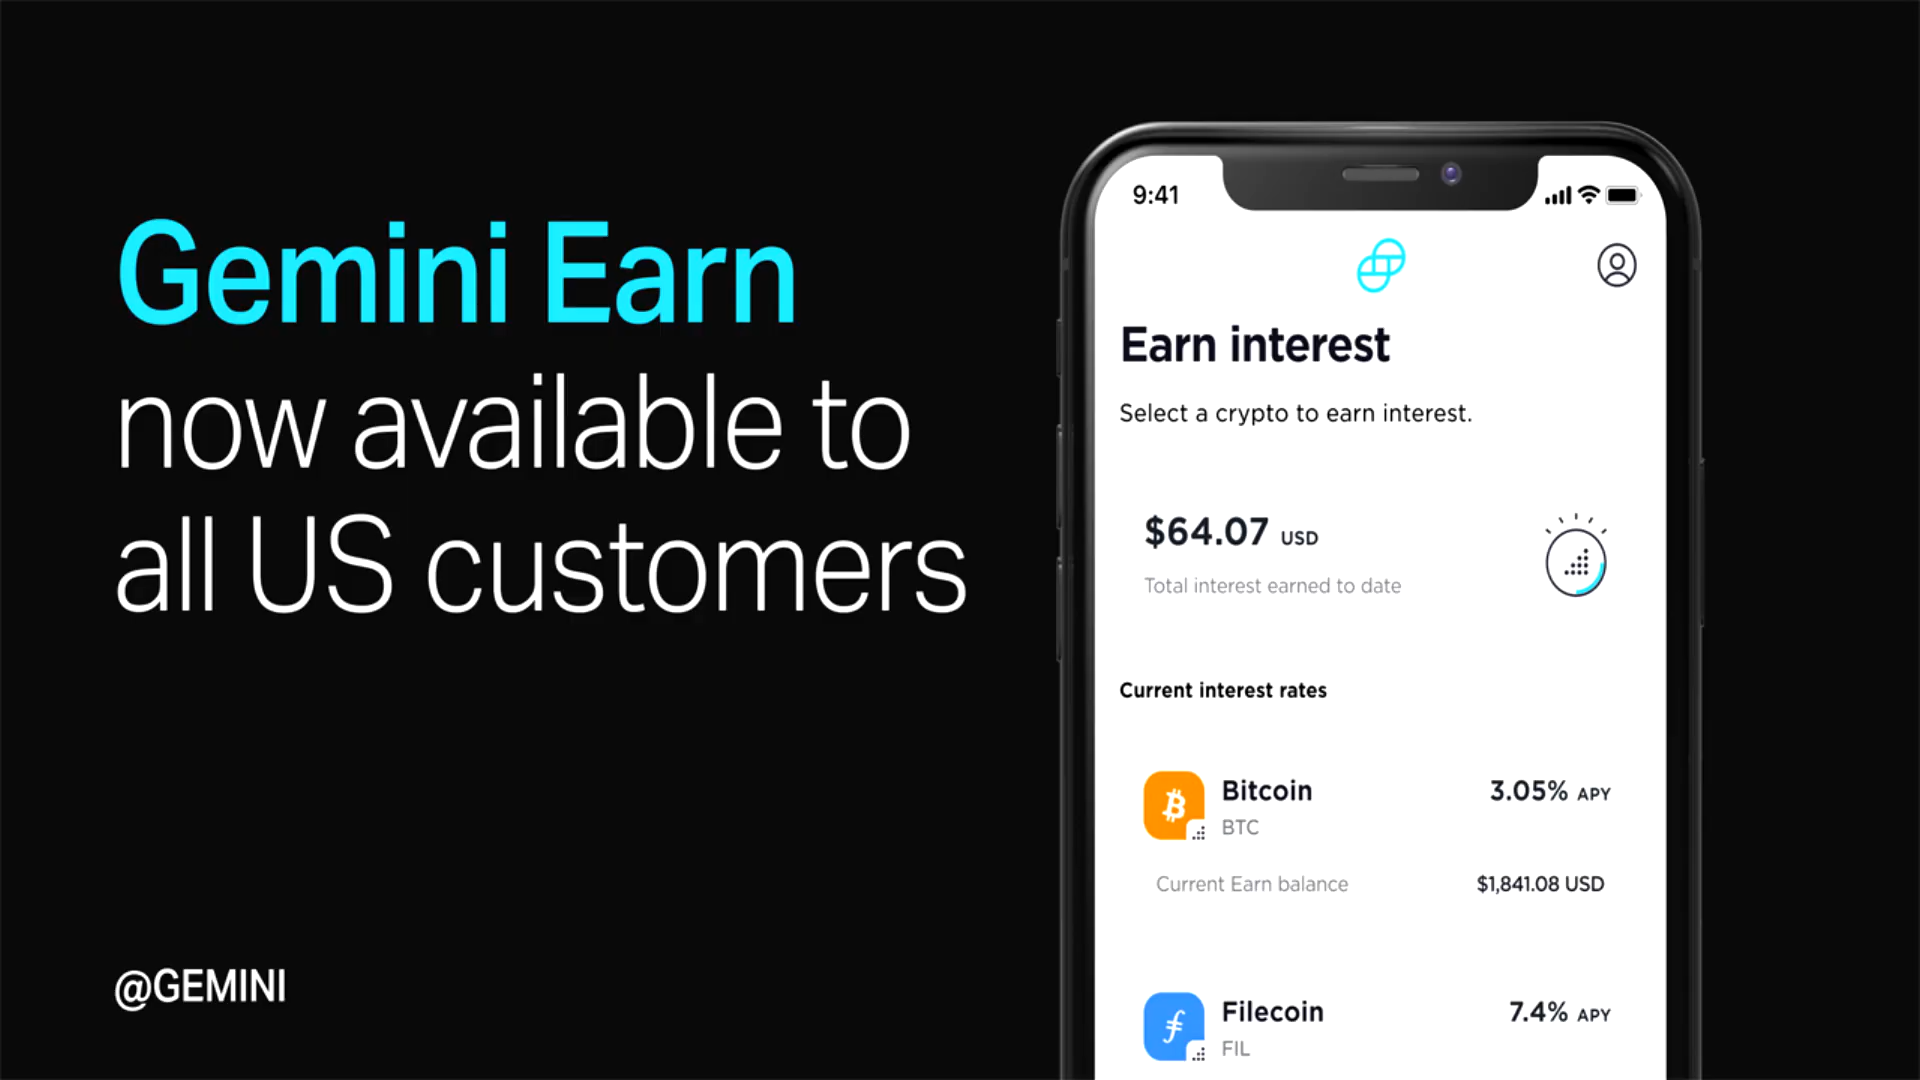 Gemini Earn
now available to
all US customers
@GEMINI
9:41
Earn interest
Select a crypto to earn interest.
$64.07 USD
Total interest earned to date
Current interest rates
Bitcoin 3.05% APY
BTC
Current Earn balance $1,841.08 USD
Filecoin 7.4% APY
FIL